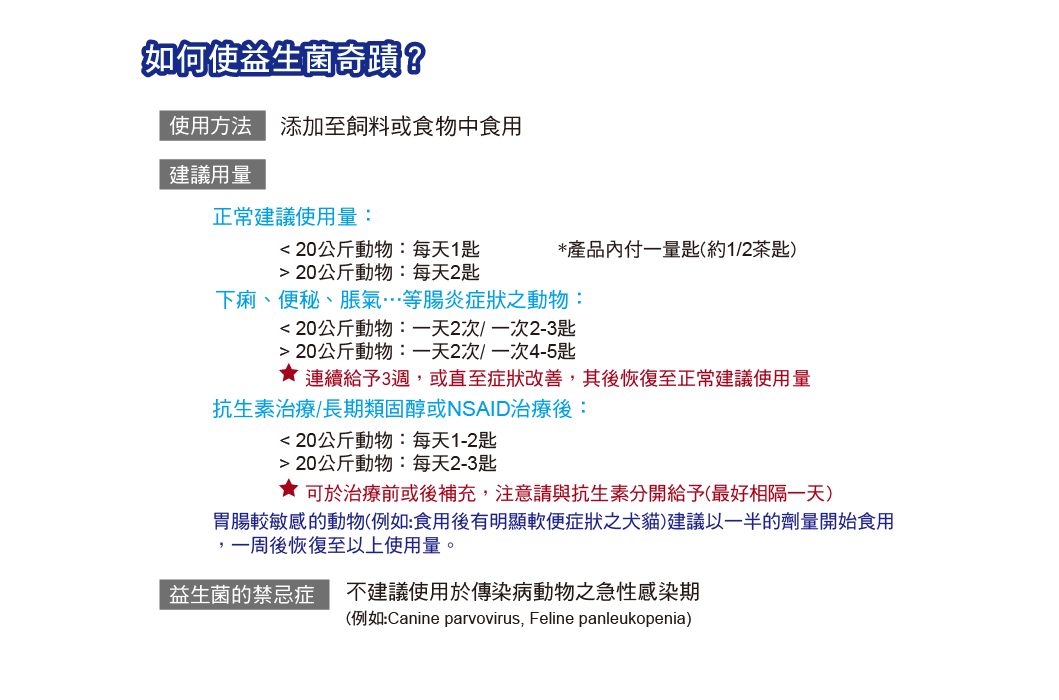 如何使益生菌奇蹟？
使用方法 添加至飼料或食物中食用
建議用量
正常建議使用量：
< 20公斤動物：每天1匙 *產品內付一量匙(約1/2茶匙)
> 20公斤動物：每天2匙
下痢、便秘、脹氣…等腸炎症狀之動物：
< 20公斤動物：一天2次/ 一次2-3匙
> 20公斤動物：一天2次/ 一次4-5匙
★ 連續給予3週，或直至症狀改善，其後恢復至正常建議使用量
抗生素治療/長期類固醇或NSAID治療後：
< 20公斤動物：每天1-2匙
> 20公斤動物：每天2-3匙
★ 可於治療前或後補充，注意請與抗生素分開給予(最好相隔一天)
胃腸較敏感的動物(例如:食用後有明顯軟便症狀之犬貓)建議以一半的劑量開始食用
，一周後恢復至以上使用量。
益生菌的禁忌症 不建議使用於傳染病動物之急性感染期
(例如:Canine parvovirus, Feline panleukopenia)